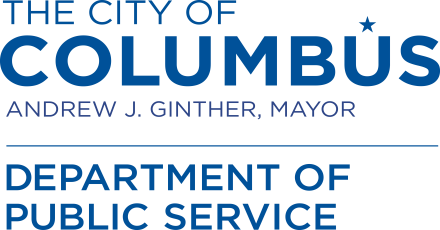 THE CITY OF
COLUMBUS
ANDREW J. GINTHER, MAYOR
DEPARTMENT OF
PUBLIC SERVICE